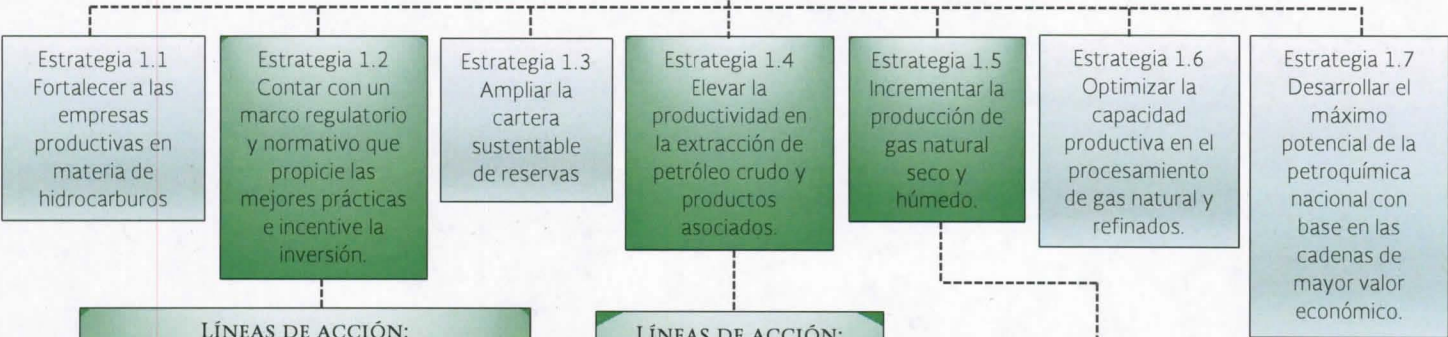 Estrategia 1.1
Fortalecer a las
empresas
productivas en
materia de
hidrocarburos
Estrategia 1.2
Contar con un
marco regulatorio
y normativo que
propicie las
mejores prácticas
e incentive la
inversión.
Estrategia 1.3
Ampliar la
cartera
sustentable
de reservas
Estrategia 1.4
Elevar la
productividad en
la extracción de
petróleo crudo y
productos
asociados.
Estrategia 1.5
Incrementar la
producción de
gas natural
seco y
húmedo.
Estrategia 1.6
Optimizar la
capacidad
productiva en el
procesamiento
de gas natural y
refinados.
Estrategia 1.7
Desarrollar el
máximo
potencial de la
petroquímica
nacional con
base en las
cadenas de
mayor valor
económico.
LÍNEAS DE ACCIÓN:
LÍNEAS DE ACCIÓN: